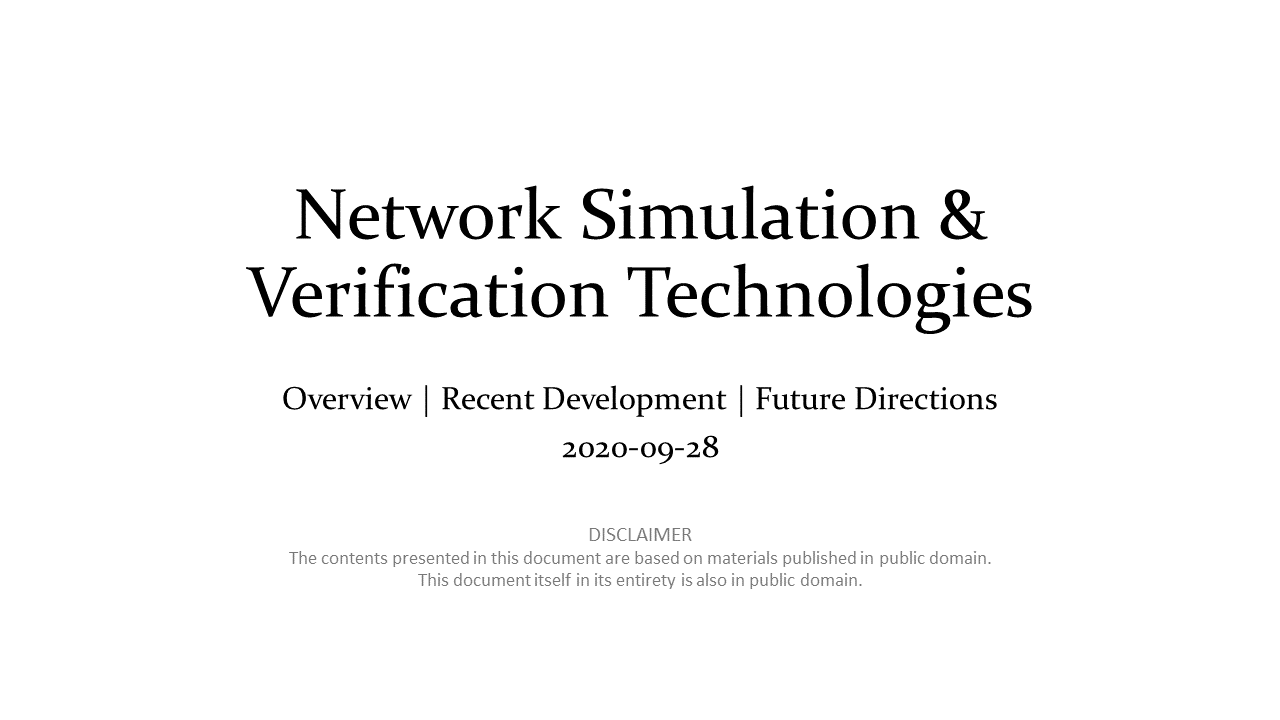 Network Simulation &
Verification Technologies
Overview | Recent Development | Future Directions
2020-09-28
DISCLAIMER
The contents presented in this document are based on materials published in public domain.
This document itself in its entirety is also in public domain.